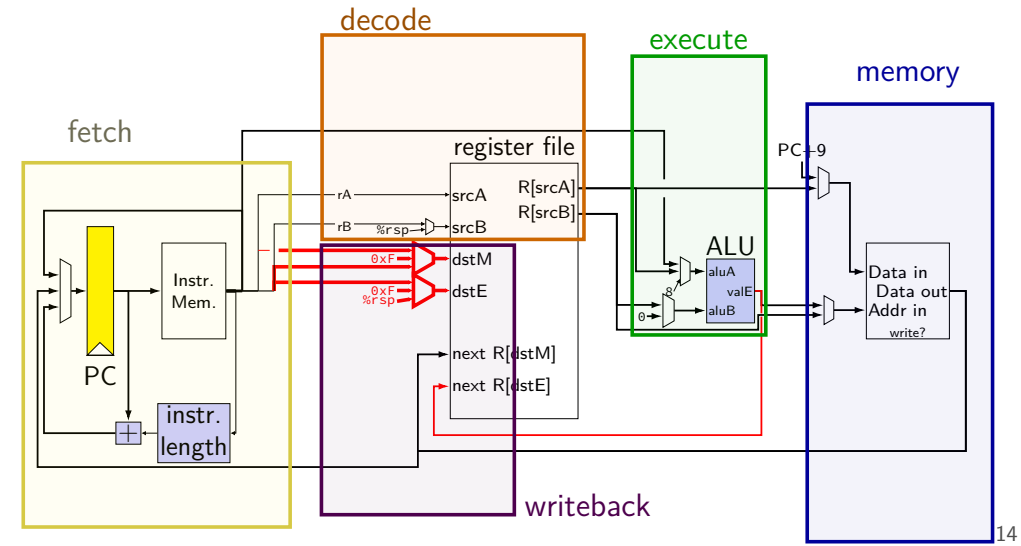 decode
execute
memory
fetch
register file
PC+9
rA
srcA
R[srcA]
R[srcB]
rB
%rsp
srcB
ALU
Instr.
Mem.
0xF
dstM
aluA
Data in
8
valE
Data out
0xF
dstE
%rsp
aluB
Addr in
0
write?
PC
next R[dstM]
next R[dstE]
+
instr.
length
writeback
14